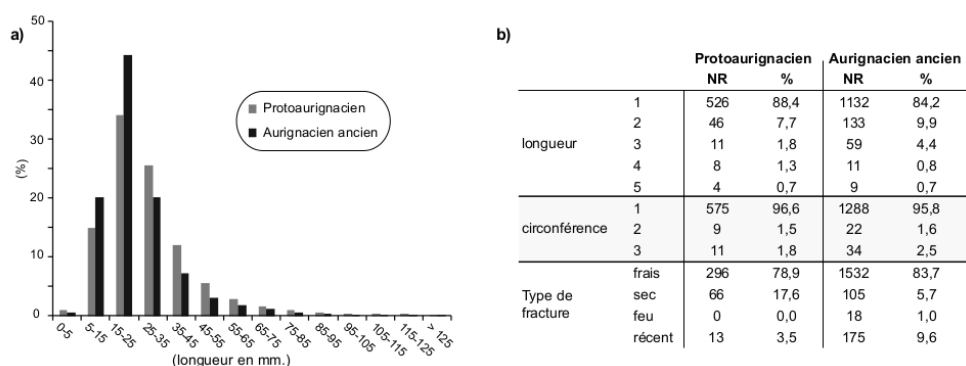 a)
50
40
30
20
10
0
(%)
Protoaurignacien
Aurignacien ancien
0-5
5-15
15-25
25-35
35-45
45-55
55-65
65-75
75-85
85-95
95-105
105-115
115-125
> 125
(longueur en mm.)
b)
Protoaurignacien Aurignacien ancien
NR % NR %
longueur
1 526 88,4 1132 84,2
2 46 7,7 133 9,9
3 11 1,8 59 4,4
4 8 1,3 11 0,8
5 4 0,7 9 0,7
circonférence
1 575 96,6 1288 95,8
2 9 1,5 22 1,6
3 11 1,8 34 2,5
Type de
fracture
frais 296 78,9 1532 83,7
sec 66 17,6 105 5,7
feu 0 0,0 18 1,0
récent 13 3,5 175 9,6